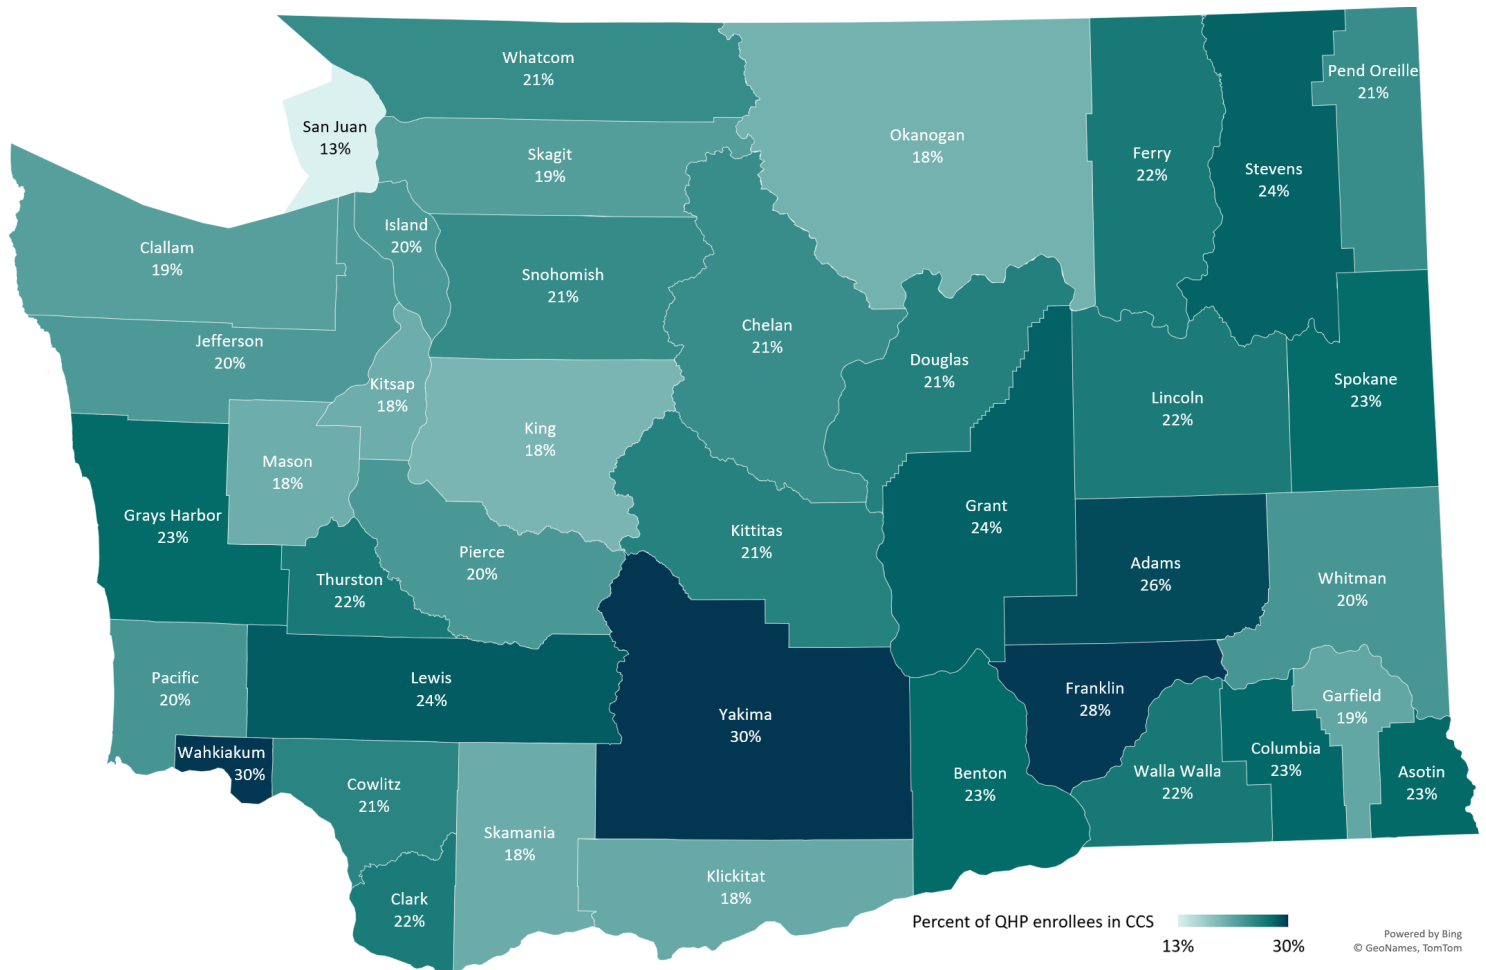 Whatcom
21%
Pend Oreille
21%
San Juan
13%
Okanogan
18%
Skagit
19%
Ferry
22%
Stevens
24%
Island
20%
Clallam
19%
Snohomish
21%
Chelan
21%
Jefferson
20%
Douglas
21%
Kitsap
18%
Spokane
23%
Lincoln
22%
King
18%
Mason
18%
Grays Harbor
23%
Grant
24%
Kittitas
21%
Pierce
20%
Adams
26%
Thurston
22%
Whitman
20%
Pacific
20%
Lewis
24%
Franklin
28%
Garfield
19%
Yakima
30%
Wahkiakum
30%
Columbia
23%
Benton
23%
Walla Walla
22%
Asotin
23%
Cowlitz
21%
Skamania
18%
Klickitat
18%
Clark
22%
Percent of QHP enrollees in CCS
13%
30%
Powered by Bing
© GeoNames, TomTom